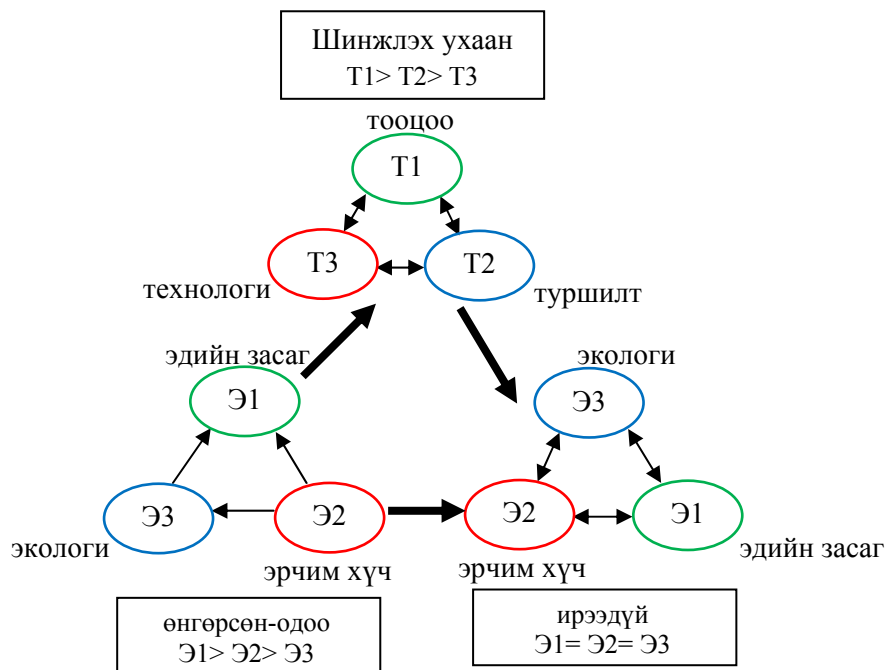 Шинжлэх ухаан
Т1> Т2> Т3
тооцоо
Т1
Т3
Т2
технологи
туршилт
эдийн засаг
Э1
экологи
Э3
Э3
Э2
Э2
Э1
экологи
эрчим хүч
эрчим хүч
эдийн засаг
өнгөрсөн-одоо
Э1> Э2> Э3
ирээдүй
Э1= Э2= Э3